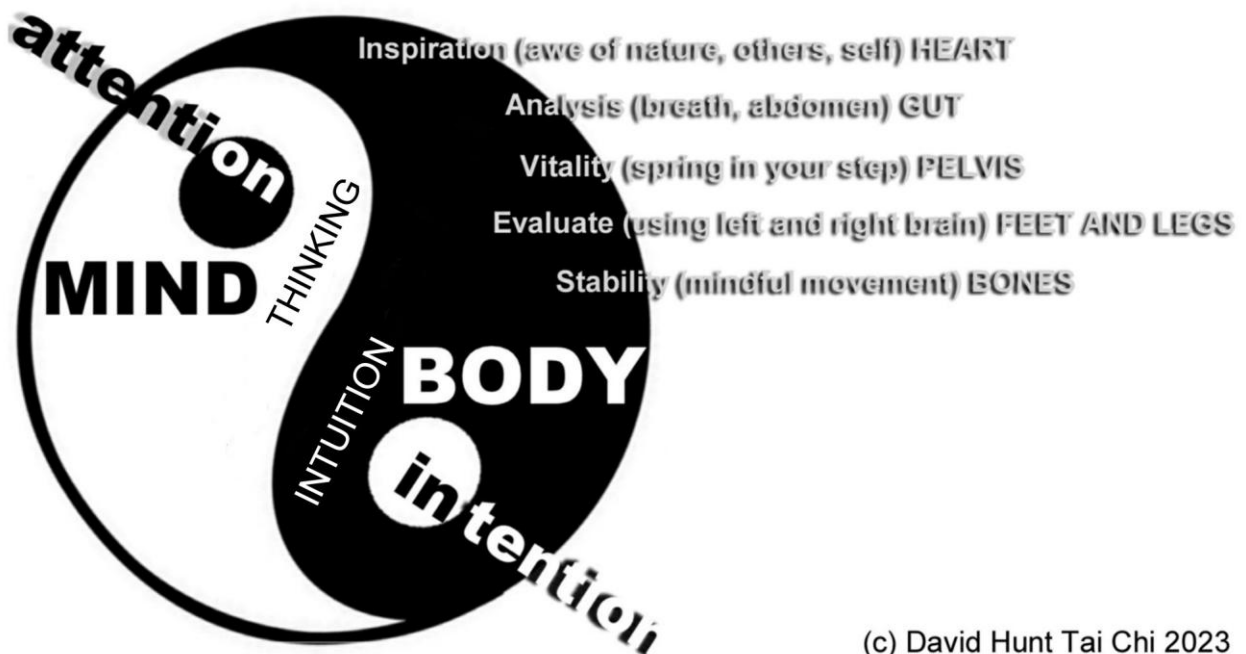 attention
Inspiration (awe of nature, others, self) HEART
Analysis (breath, abdomen) GUT
Vitality (spring in your step) PELVIS
Evaluate (using left and right brain) FEET AND LEGS
Stability (mindful movement) BONES
MIND
THINKING
INTUITION
BODY
intention
(c) David Hunt Tai Chi 2023